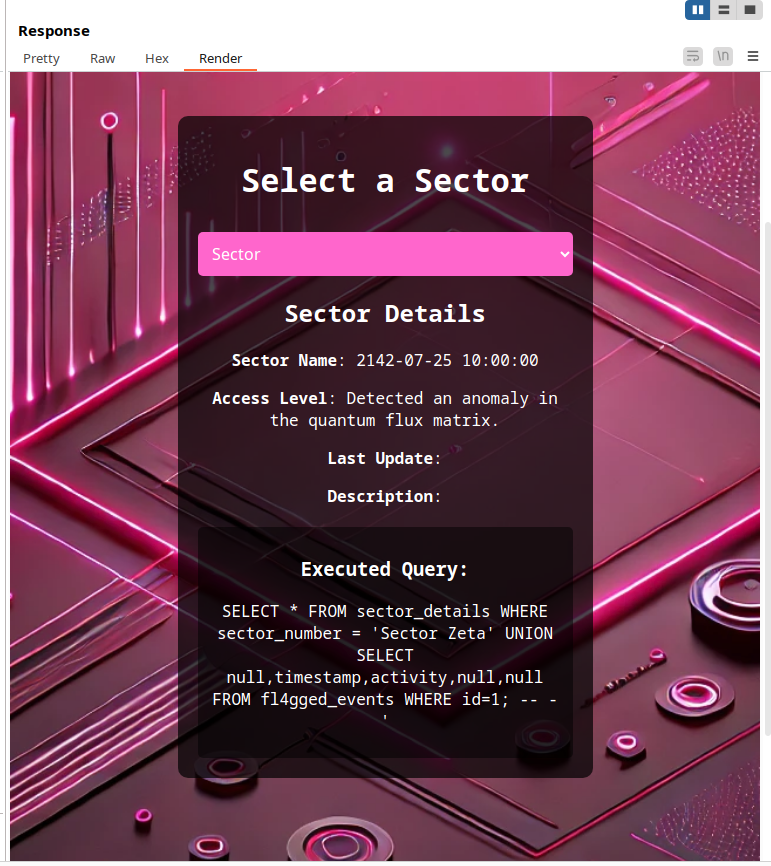 Response
Pretty Raw Hex Render
\n
Select a Sector
Sector
Sector Details
Sector Name: 2142-07-25 10:00:00
Access Level: Detected an anomaly in
the quantum flux matrix.
Last Update:
Description:
Executed Query:
SELECT * FROM sector_details WHERE
sector_number = 'Sector Zeta' UNION
SELECT
null,timestamp,activity,null,null
FROM fl4gged_events WHERE id=1; -- -
'